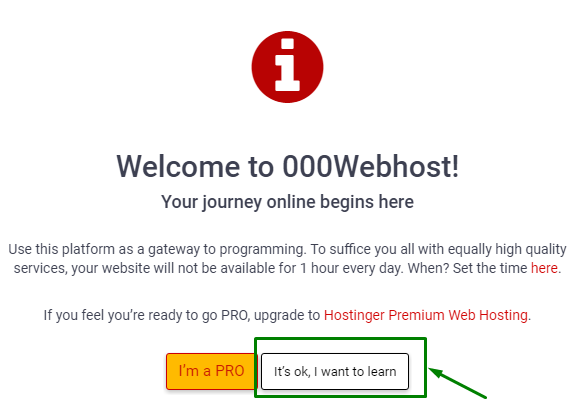 Welcome to 000Webhost!
Your journey online begins here
Use this platform as a gateway to programming. To suffice you all with equally high quality
services, your website will not be available for 1 hour every day. When? Set the time here.
If you feel you're ready to go PRO, upgrade to Hostinger Premium Web Hosting.
I'm a PRO
It's ok, I want to learn